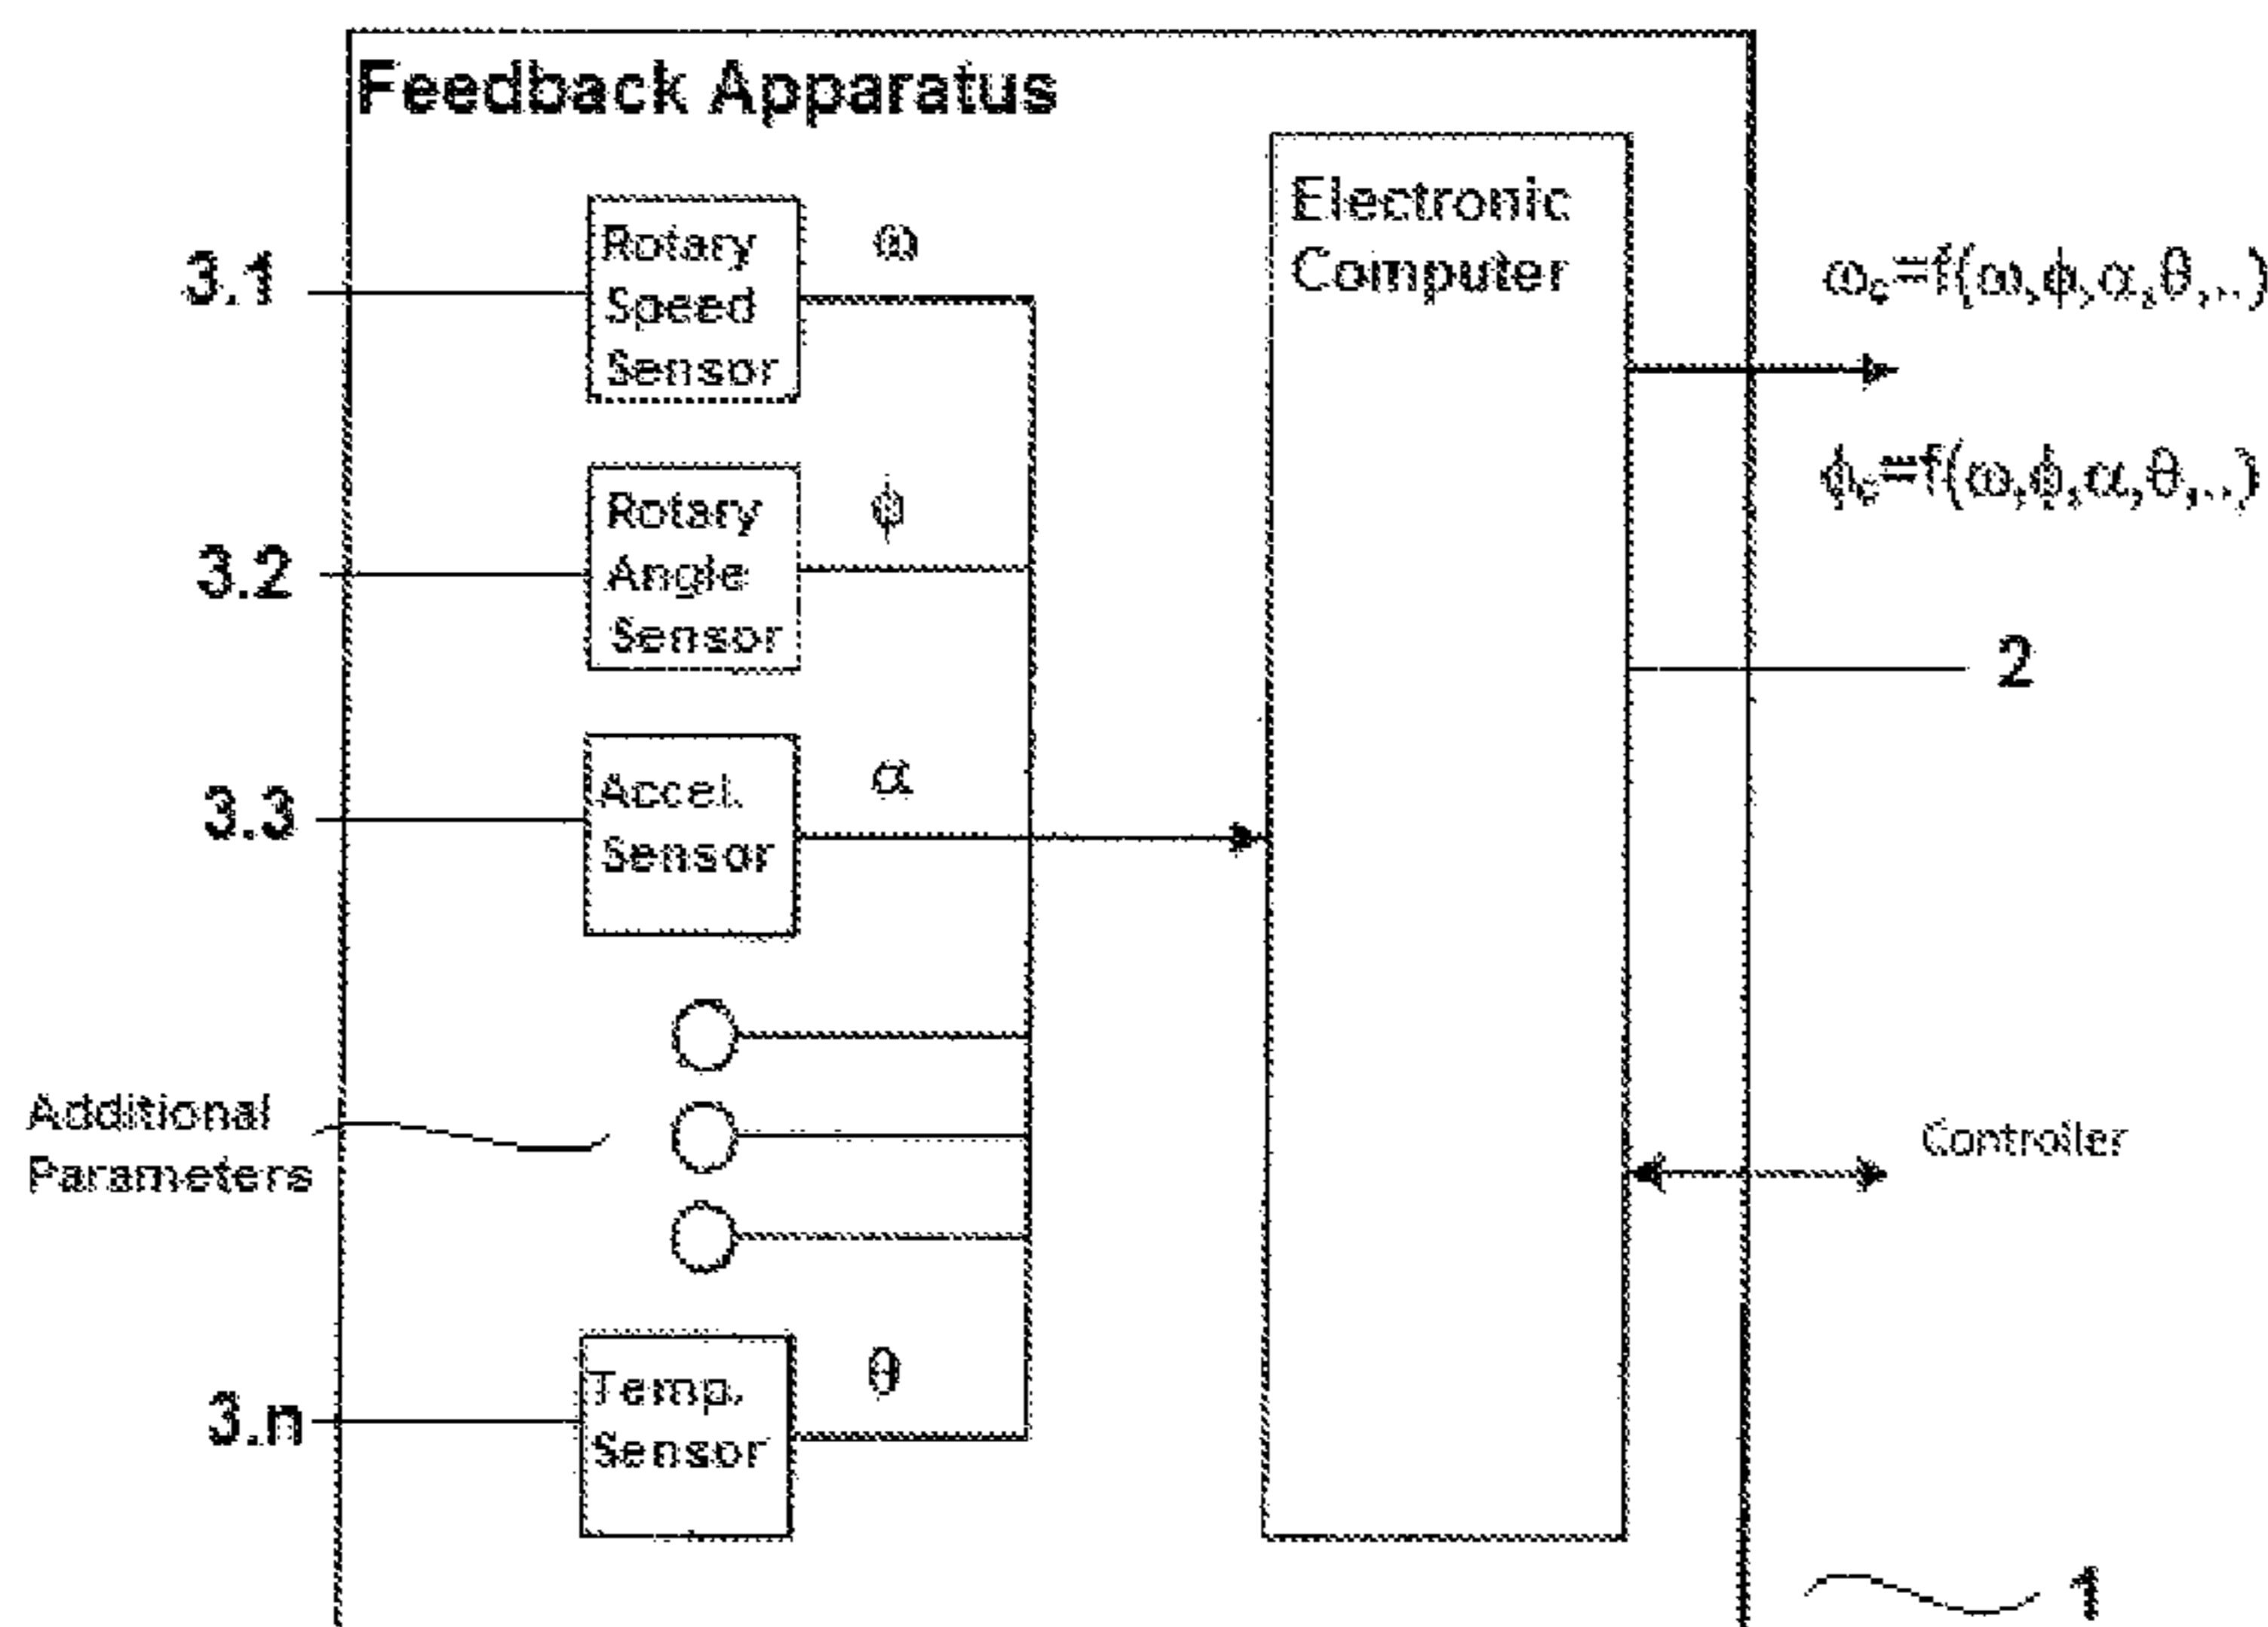 Feedback Apparatus
3.1
Rotary
Speed
Sensor
ω
Electronic
Computer
ωc=f(ω,ϕ,α,θ,..)
ϕc=f(ω,ϕ,α,θ,..)
3.2
Rotary
Angle
Sensor
ϕ
2
3.3
Accel.
Sensor
α
Additional
Parameters
Controller
3.n
Temp.
Sensor
θ
1